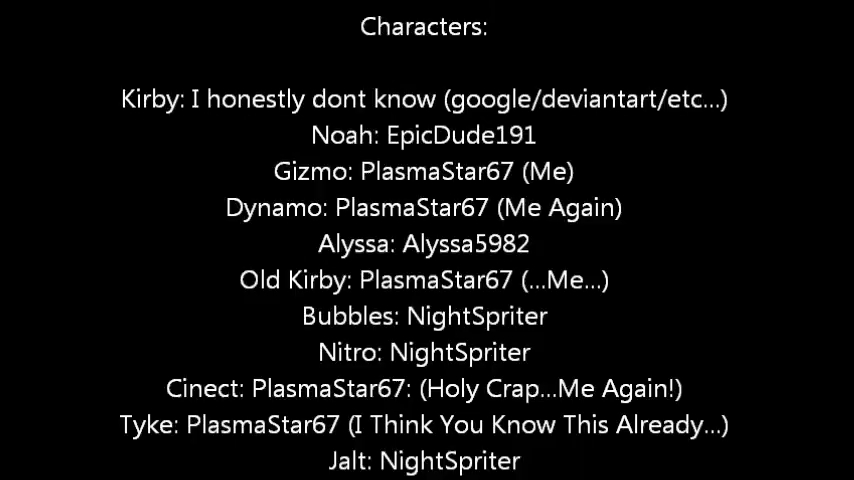 Characters:
Kirby: I honestly dont know (google/deviantart/etc...)
Noah: EpicDude191
Gizmo: PlasmaStar67 (Me)
Dynamo: PlasmaStar67 (Me Again)
Alyssa: Alyssa5982
Old Kirby: PlasmaStar67 (...Me...)
Bubbles: NightSpriter
Nitro: NightSpriter
Cinect: PlasmaStar67: (Holy Crap...Me Again!)
Tyke: PlasmaStar67 (I Think You Know This Already...)
Jalt: NightSpriter